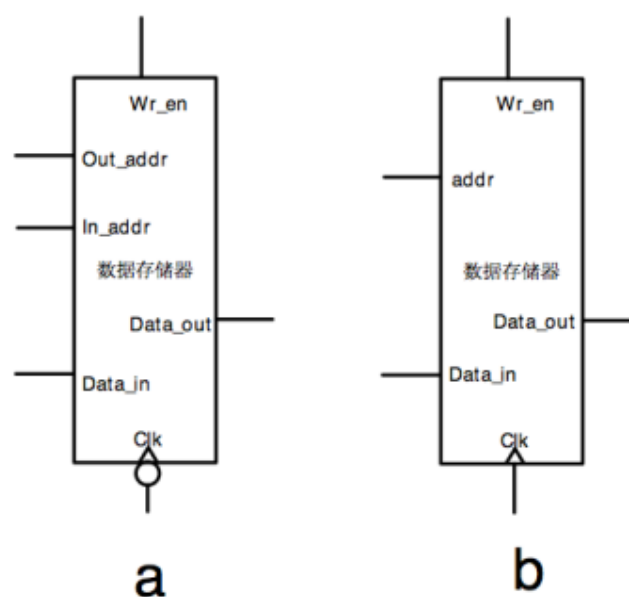 Wr_en
Out_addr
In_addr
数据存储器
Data_out
Data_in
Clk
a
Wr_en
addr
数据存储器
Data_out
Data_in
Clk
b